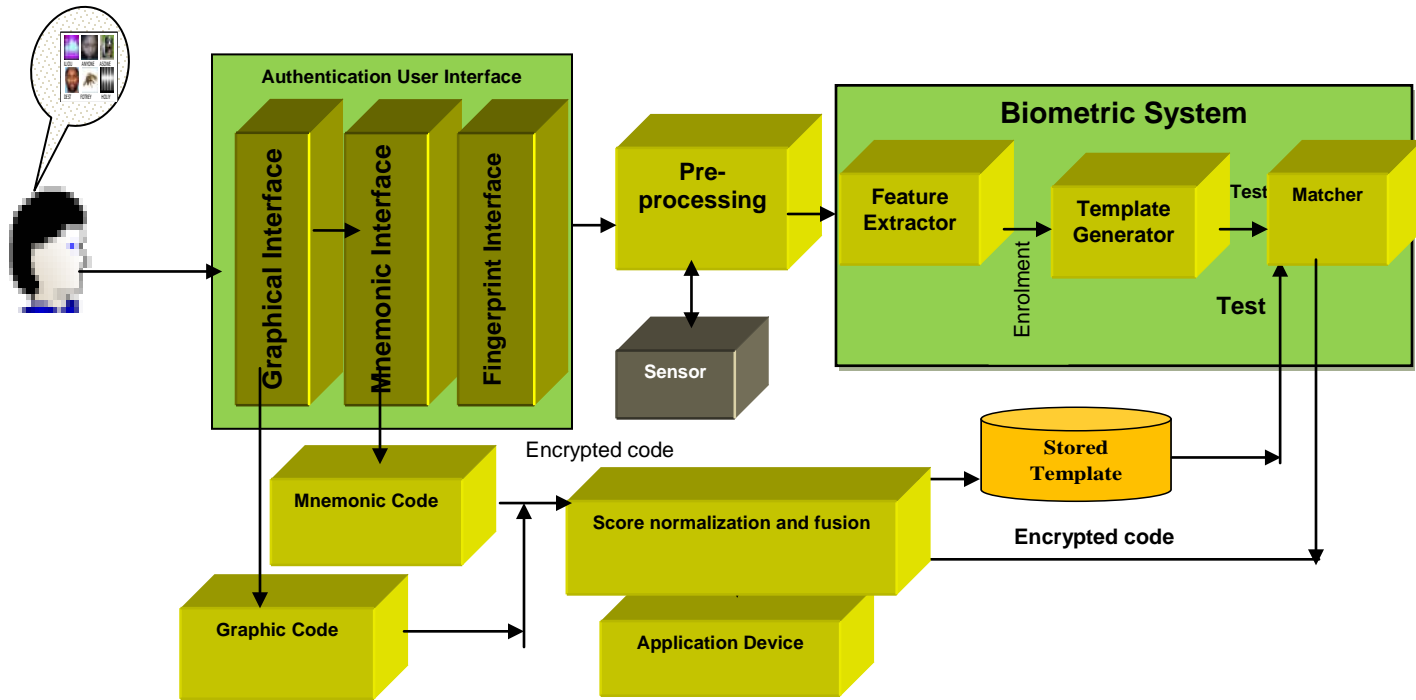 Authentication User Interface
Graphical Interface
Mnemonic Interface
Fingerprint Interface
Pre-
processing
Sensor
Biometric System
Feature
Extractor
Enrolment
Template
Generator
Test
Matcher
Test
Encrypted code
Mnemonic Code
Graphic Code
Score normalization and fusion
Application Device
Stored
Template
Encrypted code